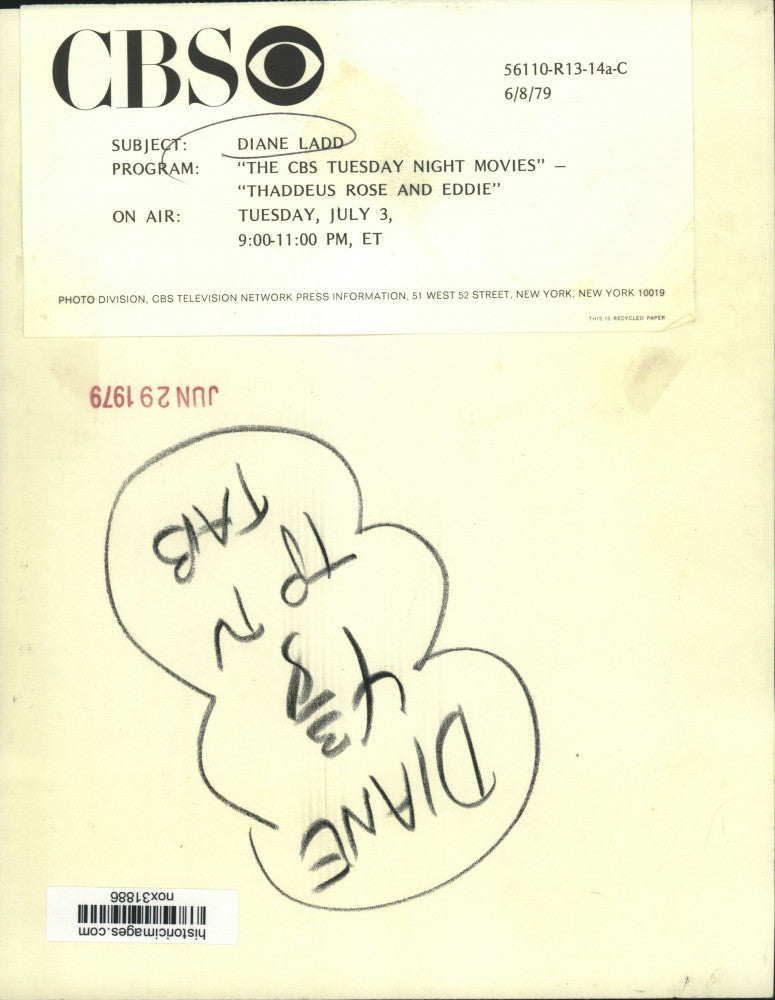 CBS
56110-R13-14a-C
6/8/79
SUBJECT: DIANE LADD
PROGRAM: "THE CBS TUESDAY NIGHT MOVIES" —
"THADDEUS ROSE AND EDDIE"
ON AIR: TUESDAY, JULY 3,
9:00-11:00 PM, ET
PHOTO DIVISION, CBS TELEVISION NETWORK PRESS INFORMATION, 51 WEST 52 STREET, NEW YORK, NEW YORK 10019
THIS IS RECYCLED PAPER
JUN 29 1979
DIANE
4
TV
TAB
historicimages.com
nox31886